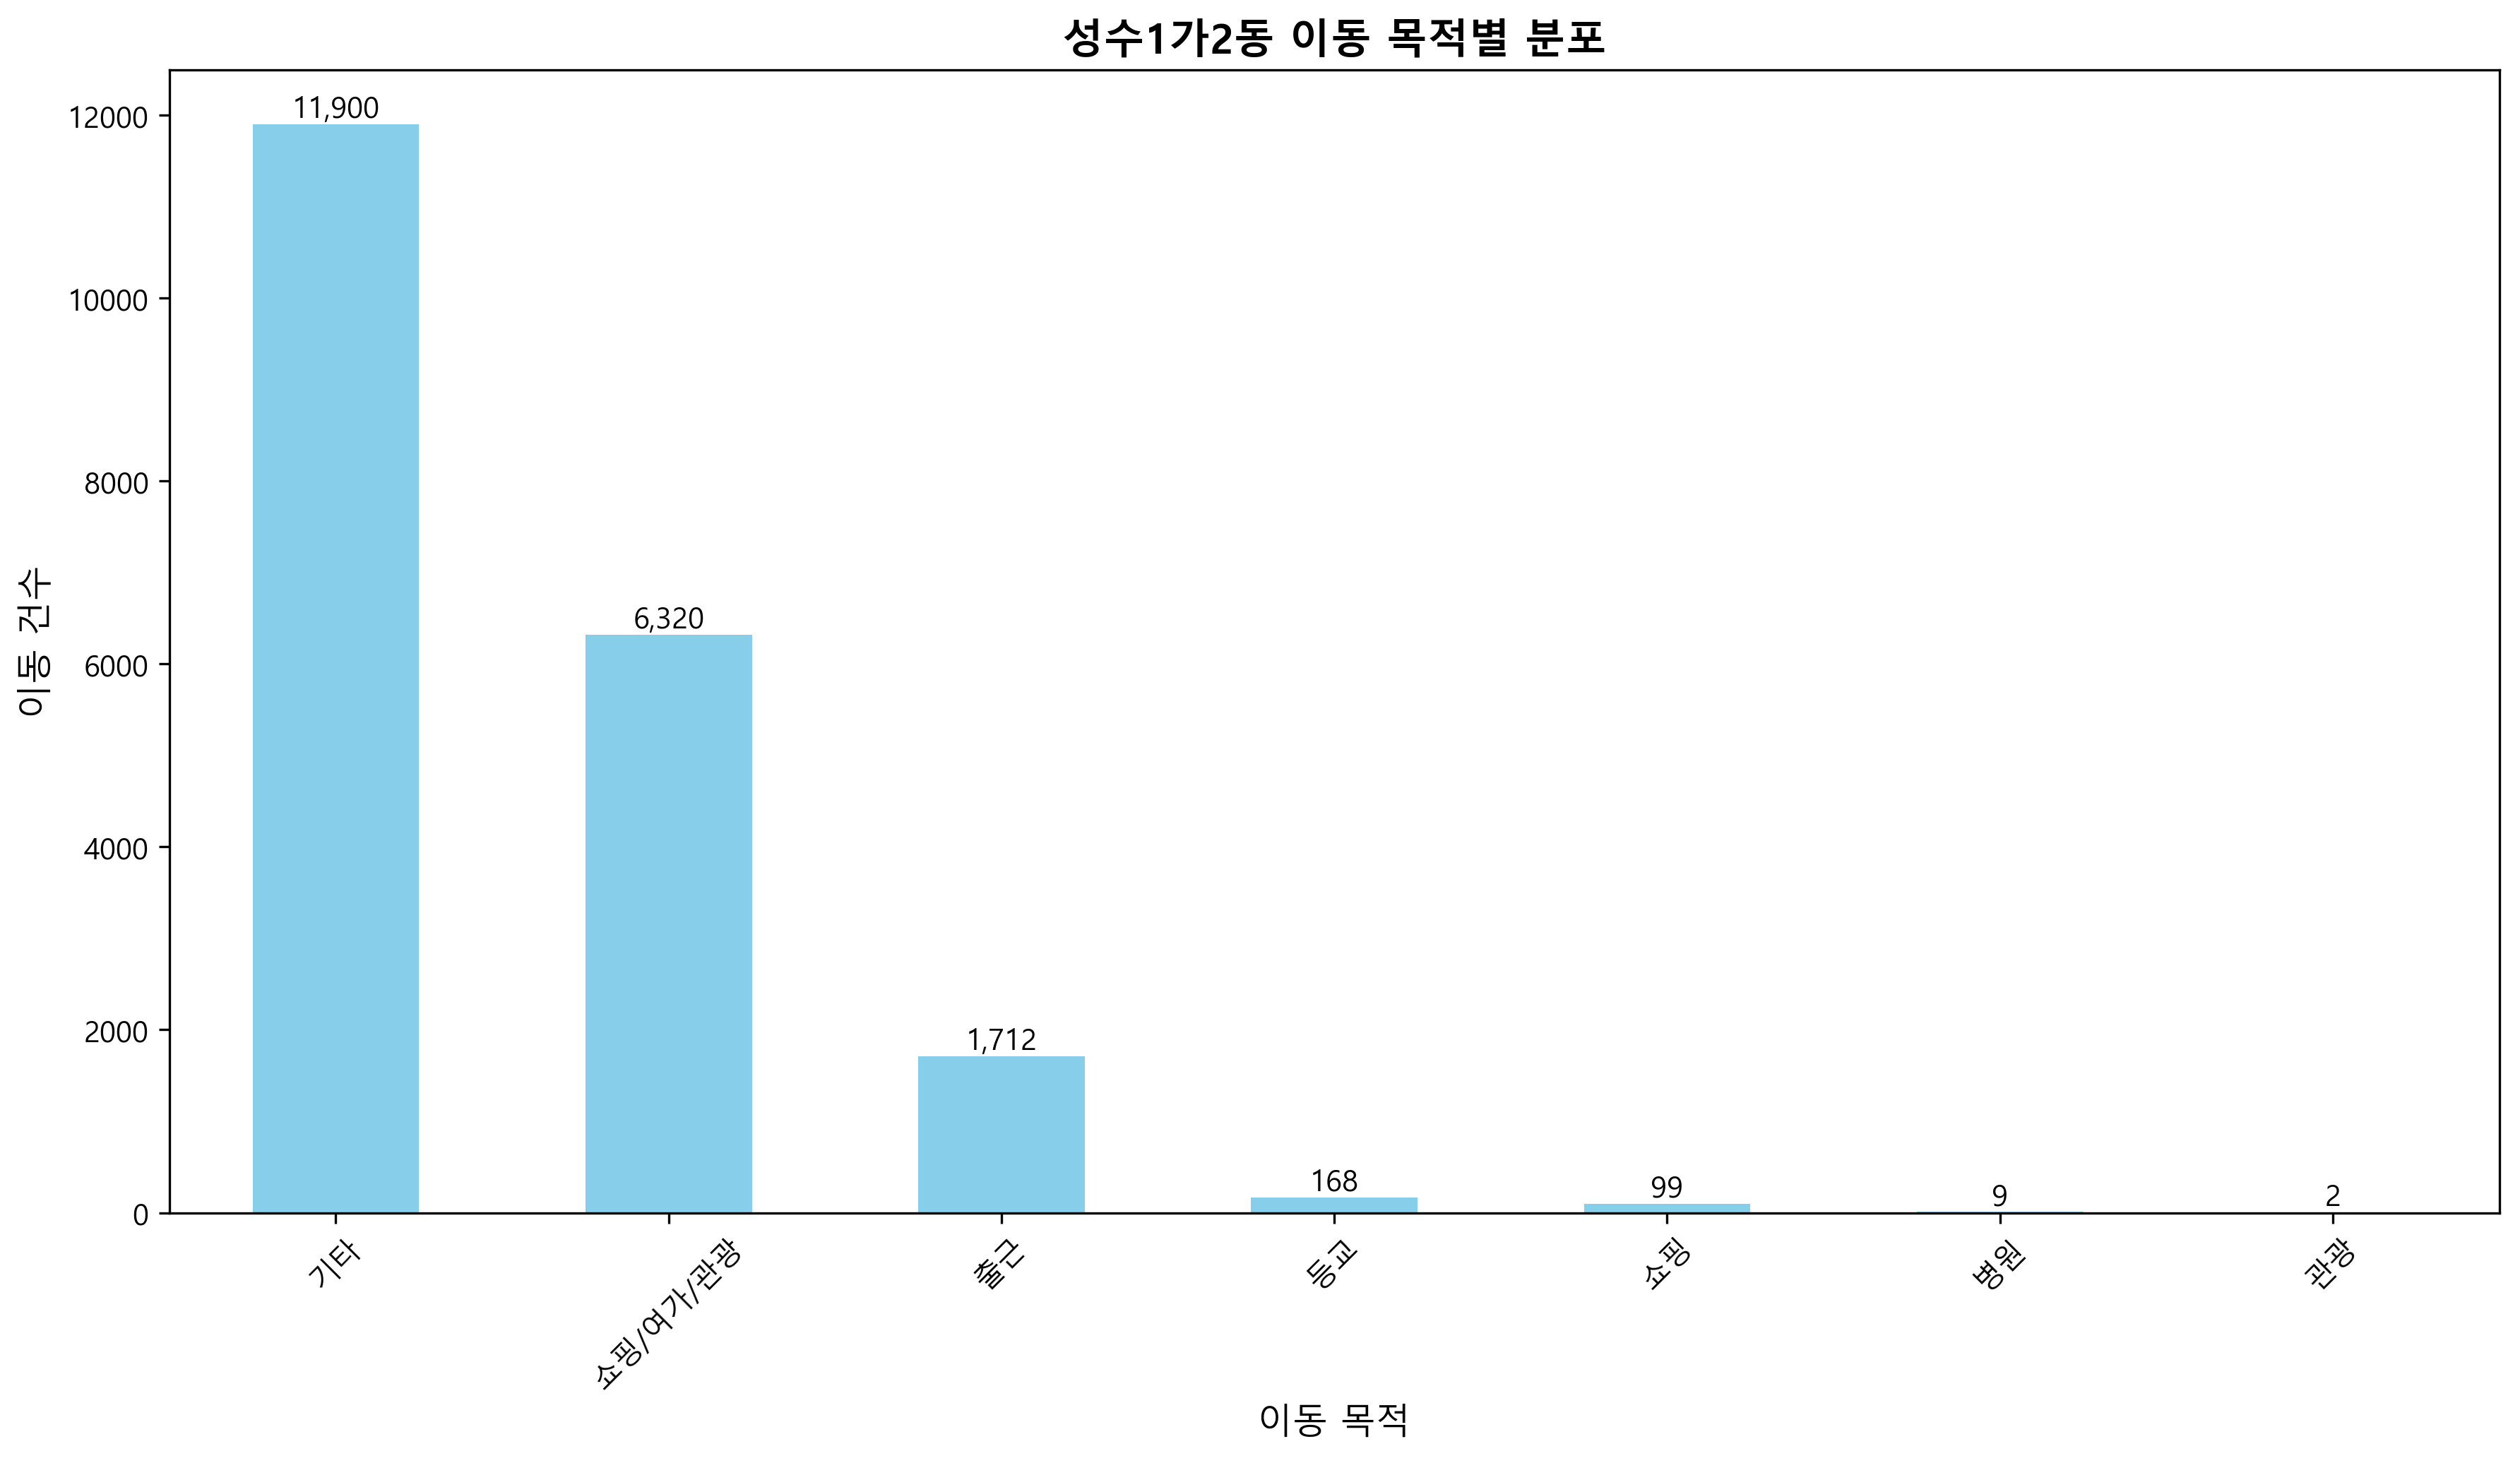 성수1가2동 이동 목적별 분포
이동 건수
12000
10000
8000
6000
4000
2000
0
11,900
6,320
1,712
168
99
9
2
기타
쇼핑/여가/관광
출근
등교
쇼핑
병원
관광
이동 목적